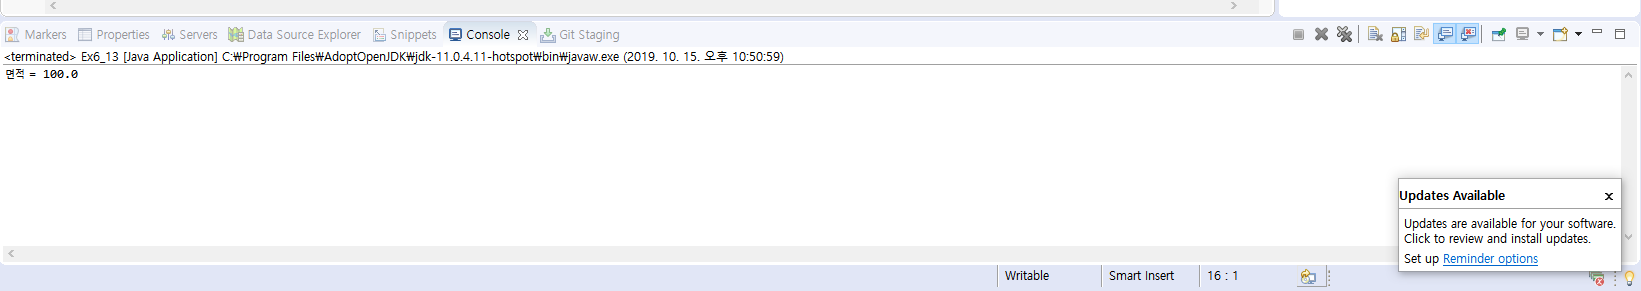 Markers Properties Servers Data Source Explorer Snippets Console Git Staging
<terminated> Ex6_13 [Java Application] C:₩Program Files₩AdoptOpenJDK₩jdk-11.0.4.11-hotspot₩bin₩javaw.exe (2019. 10. 15. 오후 10:50:59)
면적 = 100.0
Updates Available
Updates are available for your software.
Click to review and install updates.
Set up Reminder options
Writable Smart Insert 16 : 1